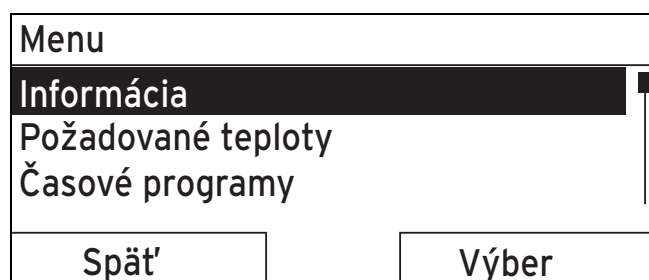 Menu
Informácia
Požadované teploty
Časové programy
Späť Výber